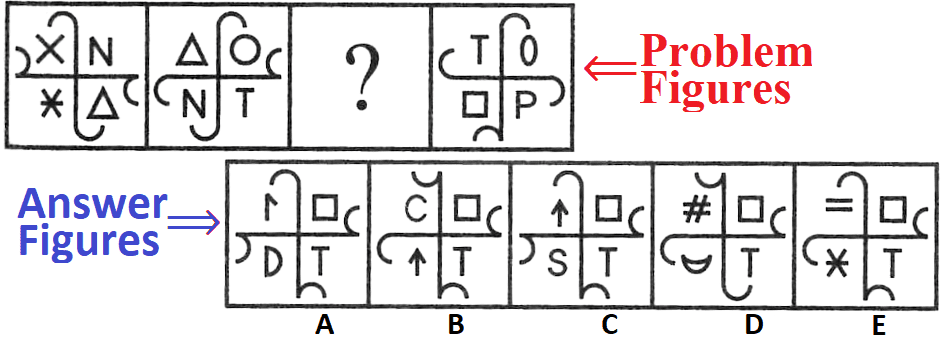 X N
* △
△ O
N T
?
T 0
□ P
Problem
Figures
Answer
Figures
↿ □
D T
C □
↑ T
↑ □
S T
# □
T
= □
* T
A B C D E